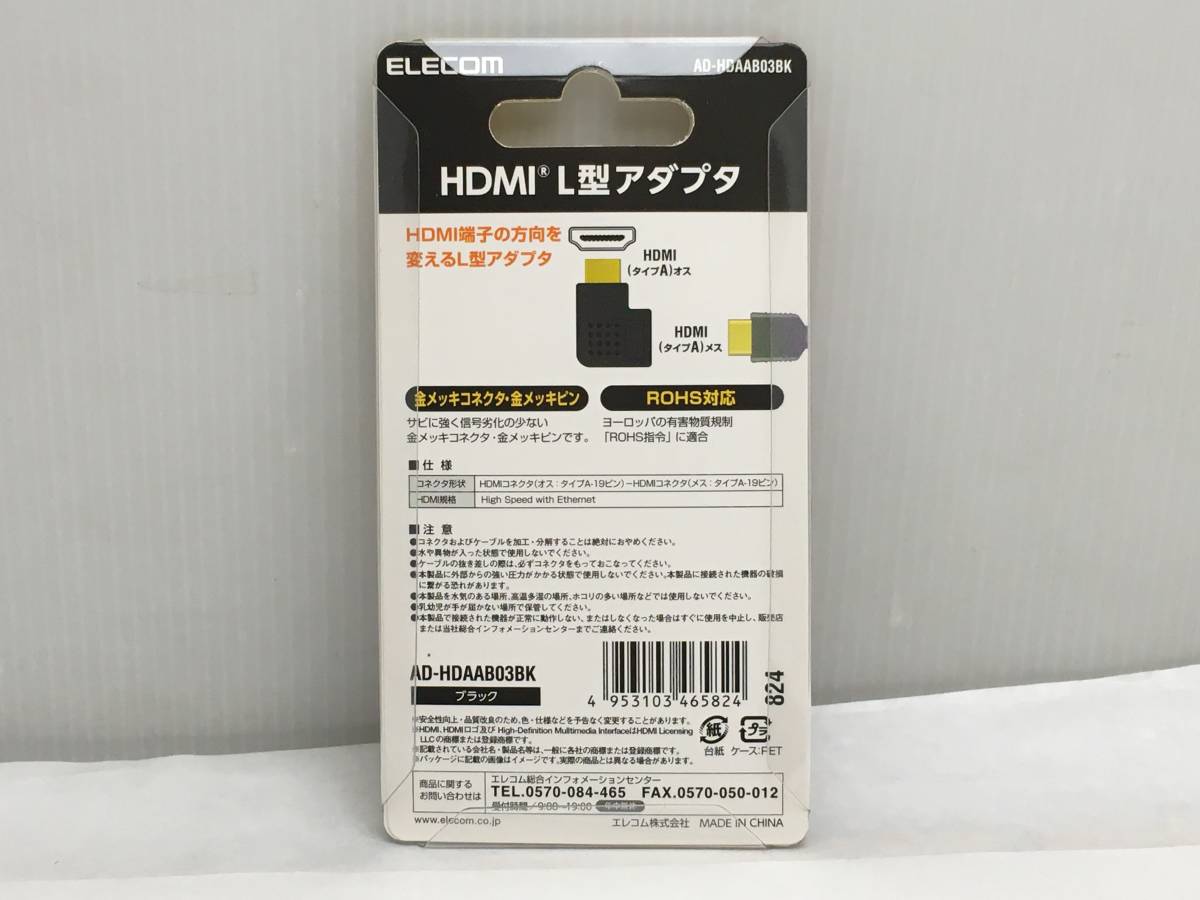 ELECOM
AD-HDAAB03BK
HDMI® L型アダプタ
HDMI端子の方向を
変えるL型アダプタ
HDMI
(タイプA)オス
HDMI
(タイプA)メス
金メッキコネクタ・金メッキピン
サビに強く信号劣化の少ない
金メッキコネクタ・金メッキピンです。
ROHS対応
ヨーロッパの有害物質規制
「ROHS指令」に適合
■仕様
コネクタ形状 HDMIコネクタ(オス:タイプA-19ピン)-HDMIコネクタ(メス:タイプA-19ピン)
HDMI規格 High Speed with Ethernet
■注意
●コネクタおよびケーブルを加工・分解することは絶対におやめください。
●水や異物が入った状態で使用しないでください。
●ケーブルの抜き差しの際は、必ずコネクタをもっておこなってください。
●本製品に外部からの強い圧力がかかる状態で使用しないでください。本製品に接続された機器の破損
に繋がる恐れがあります。
●本製品を水気のある場所、高温多湿の場所、ホコリの多い場所などでは使用しないでください。
●乳幼児が手が届かない場所で保管してください。
●本製品で接続された機器が正常に動作しない、またはしなくなった場合はすぐに使用を中止し、販売店
または当社総合インフォメーションセンターまでご連絡ください。
AD-HDAAB03BK
ブラック
4 953103 465824
824
※安全性向上・品質改良のため、色・仕様などを予告なく変更することがあります。
※HDMI、HDMIロゴ及び High-Definition Mulltimedia InterfaceはHDMI Licensing
LLCの商標または登録商標です。
※記載されている会社名・製品名等は、一般に各社の商標または登録商標です。
※パッケージに記載の画像はイメージです。実際の商品とは異なる場合があります。
紙
台紙
プラ
ケース:PET
商品に関する
お問い合わせは
エレコム総合インフォメーションセンター
TEL.0570-084-465 FAX.0570-050-012
受付時間/9:00~19:00 年中無休
www.elecom.co.jp
エレコム株式会社 MADE IN CHINA